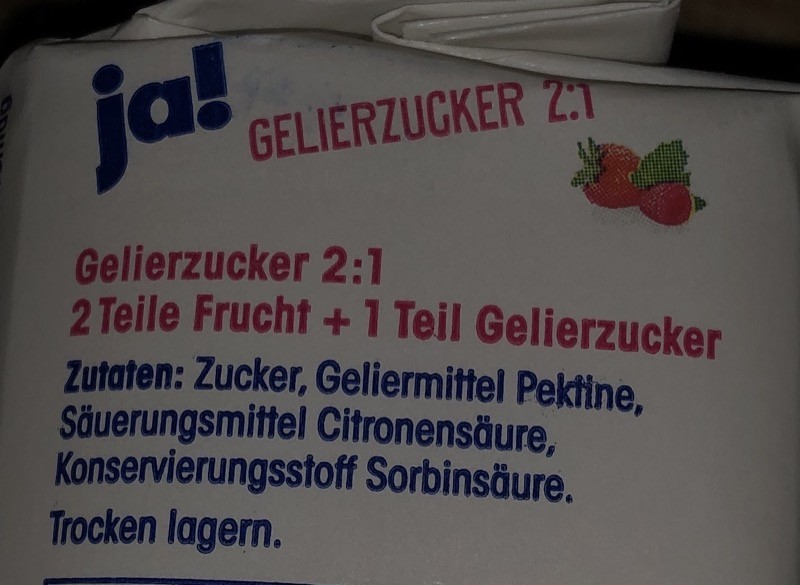 ja!
GELIERZUCKER 2:1
Gelierzucker 2:1
2 Teile Frucht + 1 Teil Gelierzucker
Zutaten: Zucker, Geliermittel Pektine,
Säuerungsmittel Citronensäure,
Konservierungsstoff Sorbinsäure.
Trocken lagern.